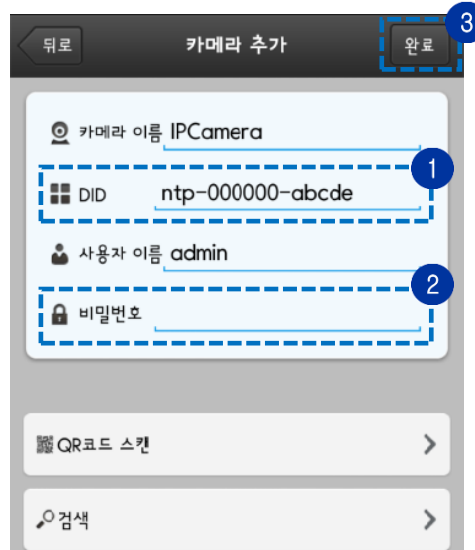 뒤로 카메라 추가 완료 3
카메라 이름 IPCamera
1
DID ntp-000000-abcde
사용자 이름 admin
2
비밀번호
QR코드 스캔
검색